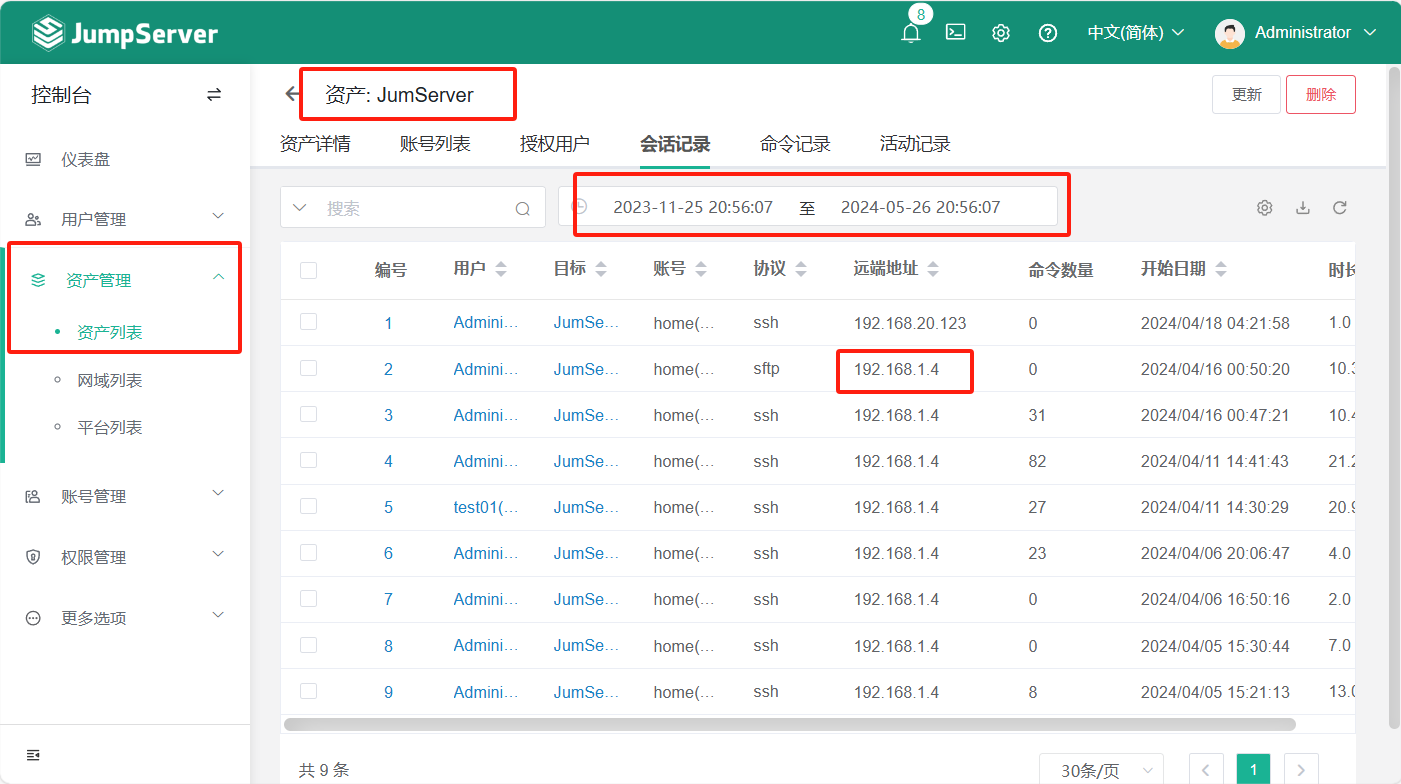 JumpServer
8
中文(简体)
Administrator
控制台
资产: JumServer
更新
删除
仪表盘
用户管理
资产管理
资产列表
网域列表
平台列表
账号管理
权限管理
更多选项
资产详情 账号列表 授权用户 会话记录 命令记录 活动记录
搜索
2023-11-25 20:56:07 至 2024-05-26 20:56:07
编号 用户 目标 账号 协议 远端地址 命令数量 开始日期 时长
1 Admini... JumSe... home(... ssh 192.168.20.123 0 2024/04/18 04:21:58 1.0
2 Admini... JumSe... home(... sftp 192.168.1.4 0 2024/04/16 00:50:20 10.3
3 Admini... JumSe... home(... ssh 192.168.1.4 31 2024/04/16 00:47:21 10.4
4 Admini... JumSe... home(... ssh 192.168.1.4 82 2024/04/11 14:41:43 21.2
5 test01(... JumSe... home(... ssh 192.168.1.4 27 2024/04/11 14:30:29 20.9
6 Admini... JumSe... home(... ssh 192.168.1.4 23 2024/04/06 20:06:47 4.0
7 Admini... JumSe... home(... ssh 192.168.1.4 0 2024/04/06 16:50:16 2.0
8 Admini... JumSe... home(... ssh 192.168.1.4 0 2024/04/05 15:30:44 7.0
9 Admini... JumSe... home(... ssh 192.168.1.4 8 2024/04/05 15:21:13 13.0
共 9 条
30条/页
1